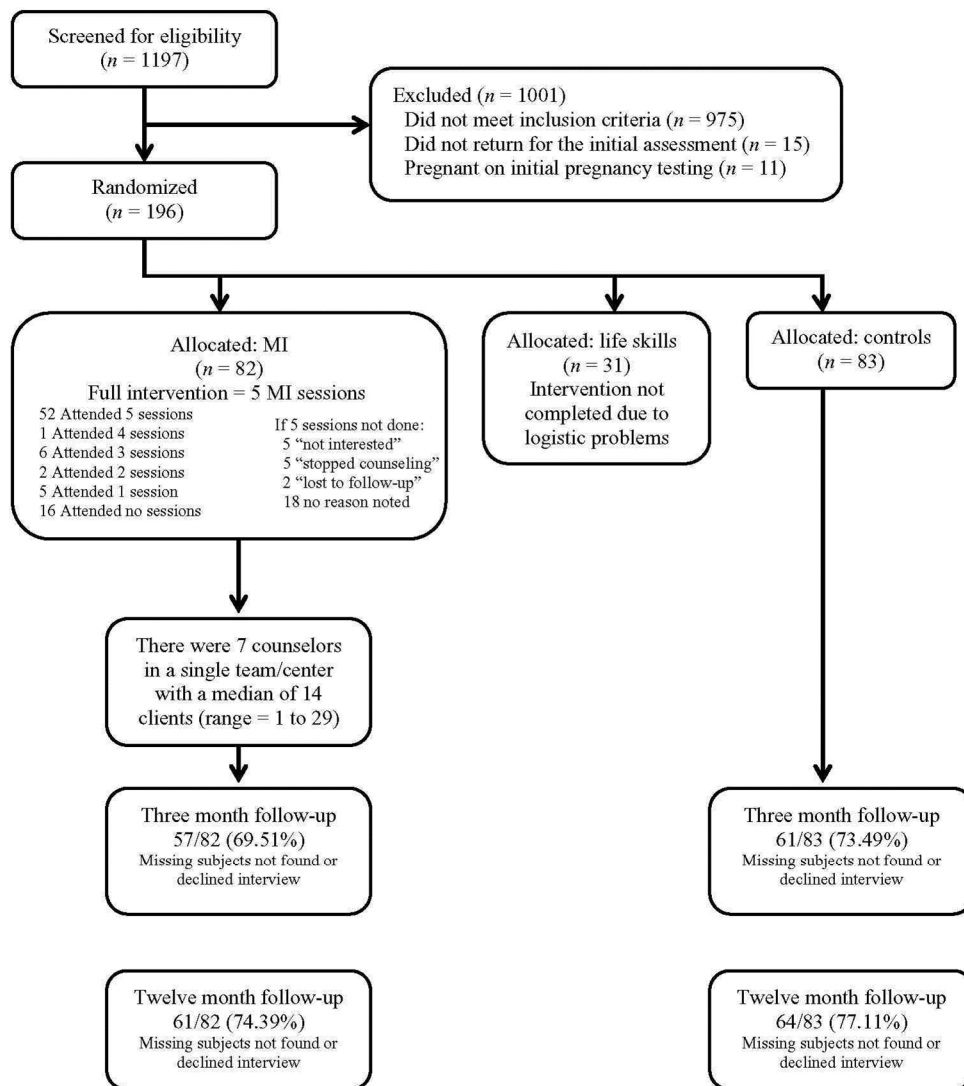 Screened for eligibility
(n = 1197)
Excluded (n = 1001)
Did not meet inclusion criteria (n = 975)
Did not return for the initial assessment (n = 15)
Pregnant on initial pregnancy testing (n = 11)
Randomized
(n = 196)
Allocated: MI
(n = 82)
Full intervention = 5 MI sessions
52 Attended 5 sessions
1 Attended 4 sessions
6 Attended 3 sessions
2 Attended 2 sessions
5 Attended 1 session
16 Attended no sessions
If 5 sessions not done:
5 “not interested”
5 “stopped counseling”
2 “lost to follow-up”
18 no reason noted
Allocated: life skills
(n = 31)
Intervention not
completed due to
logistic problems
Allocated: controls
(n = 83)
There were 7 counselors
in a single team/center
with a median of 14
clients (range = 1 to 29)
Three month follow-up
57/82 (69.51%)
Missing subjects not found or
declined interview
Three month follow-up
61/83 (73.49%)
Missing subjects not found or
declined interview
Twelve month follow-up
61/82 (74.39%)
Missing subjects not found or
declined interview
Twelve month follow-up
64/83 (77.11%)
Missing subjects not found or
declined interview